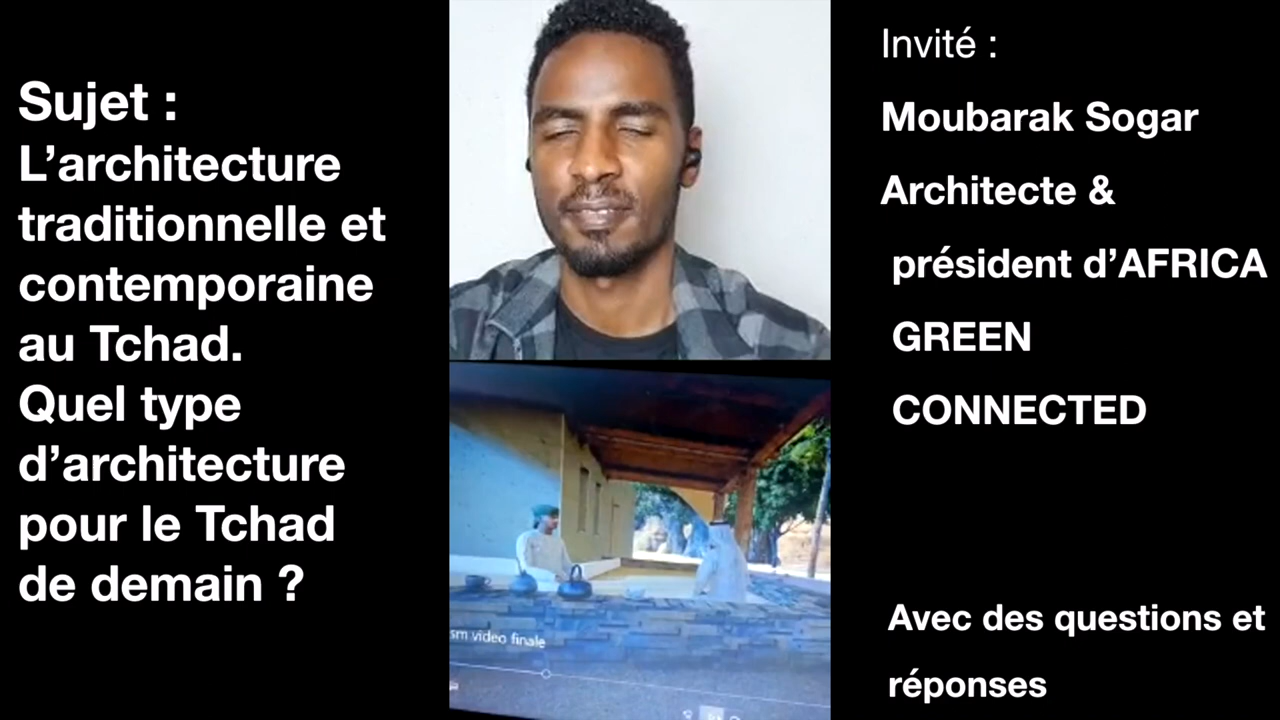 Sujet :
L’architecture
traditionnelle et
contemporaine
au Tchad.
Quel type
d’architecture
pour le Tchad
de demain ?
sm video finale
Invité :
Moubarak Sogar
Architecte &
président d’AFRICA
GREEN
CONNECTED
Avec des questions et
réponses